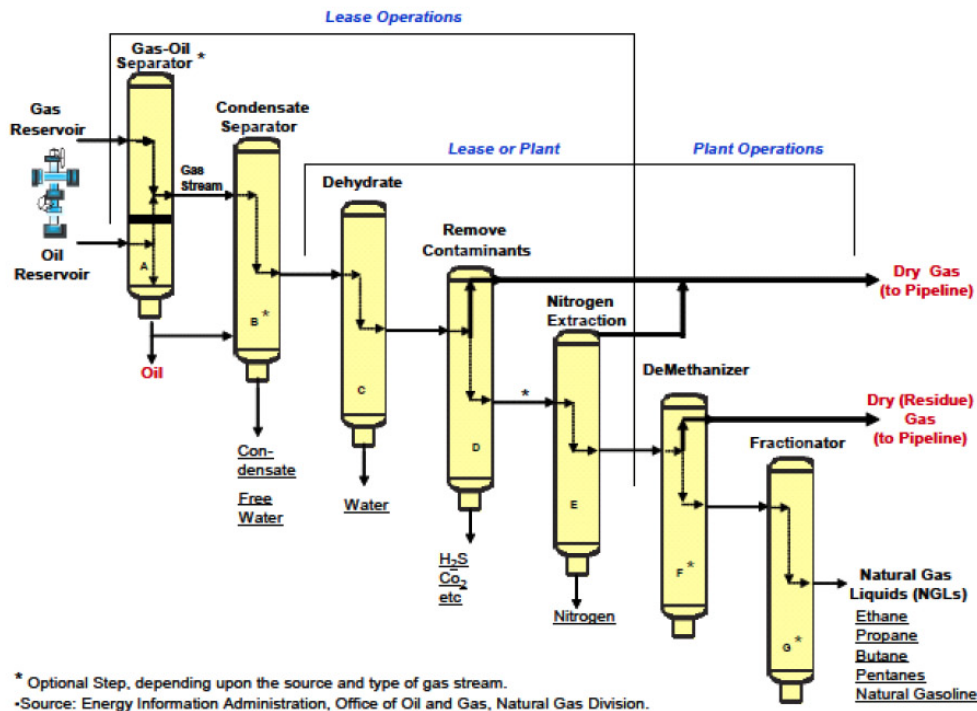 Lease Operations
Gas-Oil
Separator *
Condensate
Separator
Gas
Reservoir
Gas
Stream
Lease or Plant
Plant Operations
Dehydrate
Remove
Contaminants
Oil
Reservoir
A
Dry Gas
(to Pipeline)
Nitrogen
Extraction
B *
Oil
DeMethanizer
C
*
Dry (Residue)
Gas
(to Pipeline)
Fractionator
Con-
densate
D
Free
Water
Water
E
H2S
Co2
etc
F *
Natural Gas
Liquids (NGLs)
Nitrogen
Ethane
Propane
G *
Butane
Pentanes
Natural Gasoline
* Optional Step, depending upon the source and type of gas stream.
•Source: Energy Information Administration, Office of Oil and Gas, Natural Gas Division.